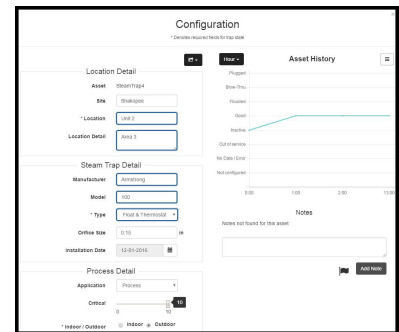 Configuration
* Denotes required fields for trap state
Location Detail
Asset SteamTrap4
Site Shakopee
* Location Unit 2
Location Detail Area 3
Steam Trap Detail
Manufacturer Armstrong
Model 100
* Type Float & Thermostat
Orifice Size 0.15 in
Installation Date 12-01-2016
Process Detail
Application Process
Critical 10
0 10
* Indoor / Outdoor Indoor Outdoor
Hour Asset History
Plugged
Blow-Thru
Flooded
Good
Inactive
Out of service
No Data / Error
Not configured
0:00 1:00 2:00 13:00
Notes
Notes not found for this asset
Add Note